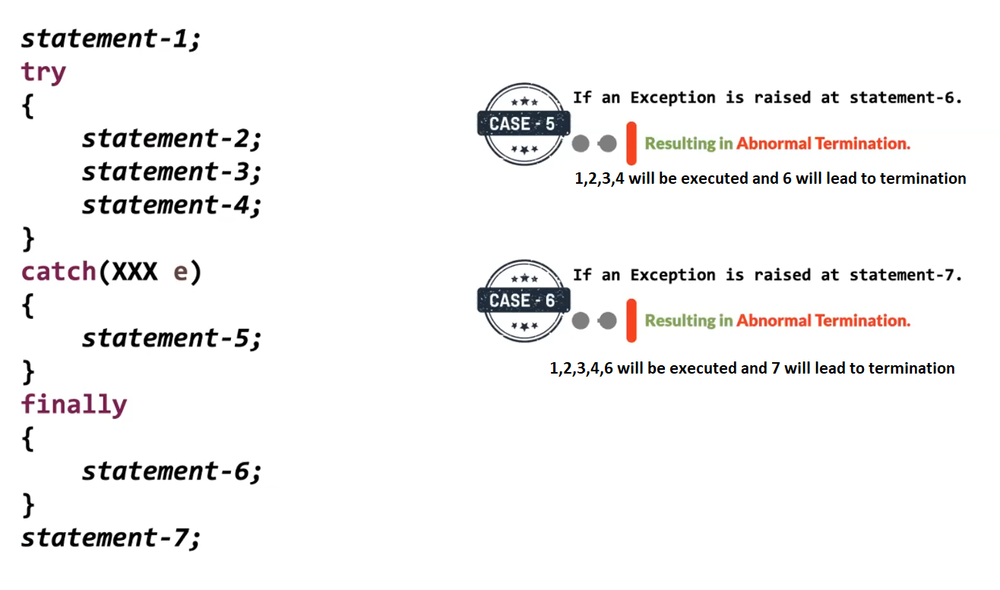 statement-1;
try
{
statement-2;
statement-3;
statement-4;
}
catch(XXX e)
{
statement-5;
}
finally
{
statement-6;
}
statement-7;
CASE - 5
If an Exception is raised at statement-6.
Resulting in Abnormal Termination.
1,2,3,4 will be executed and 6 will lead to termination
CASE - 6
If an Exception is raised at statement-7.
Resulting in Abnormal Termination.
1,2,3,4,6 will be executed and 7 will lead to termination